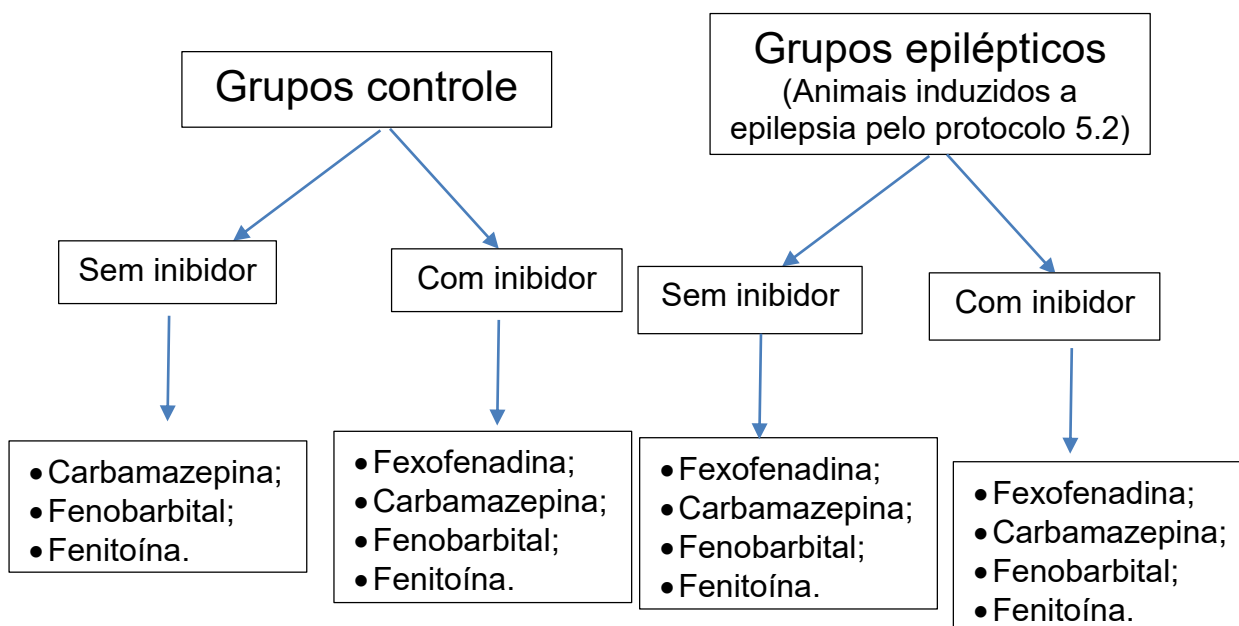 Grupos controle
Grupos epilépticos
(Animais induzidos a
epilepsia pelo protocolo 5.2)
Sem inibidor
Com inibidor
Sem inibidor
Com inibidor
•Carbamazepina;
•Fenobarbital;
•Fenitoína.
•Fexofenadina;
•Carbamazepina;
•Fenobarbital;
•Fenitoína.
•Fexofenadina;
•Carbamazepina;
•Fenobarbital;
•Fenitoína.
•Fexofenadina;
•Carbamazepina;
•Fenobarbital;
•Fenitoína.